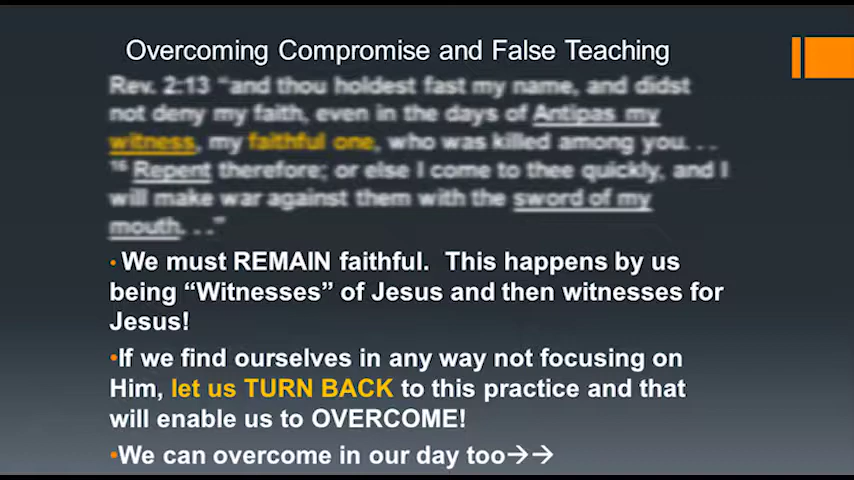 Overcoming Compromise and False Teaching
Rev. 2:13 “and thou holdest fast my name, and didst
not deny my faith, even in the days of Antipas my
witness, my faithful one, who was killed among you. . .
16 Repent therefore; or else I come to thee quickly, and I
will make war against them with the sword of my
mouth. . .”
• We must REMAIN faithful. This happens by us
being “Witnesses” of Jesus and then witnesses for
Jesus!
•If we find ourselves in any way not focusing on
Him, let us TURN BACK to this practice and that
will enable us to OVERCOME!
•We can overcome in our day too→→